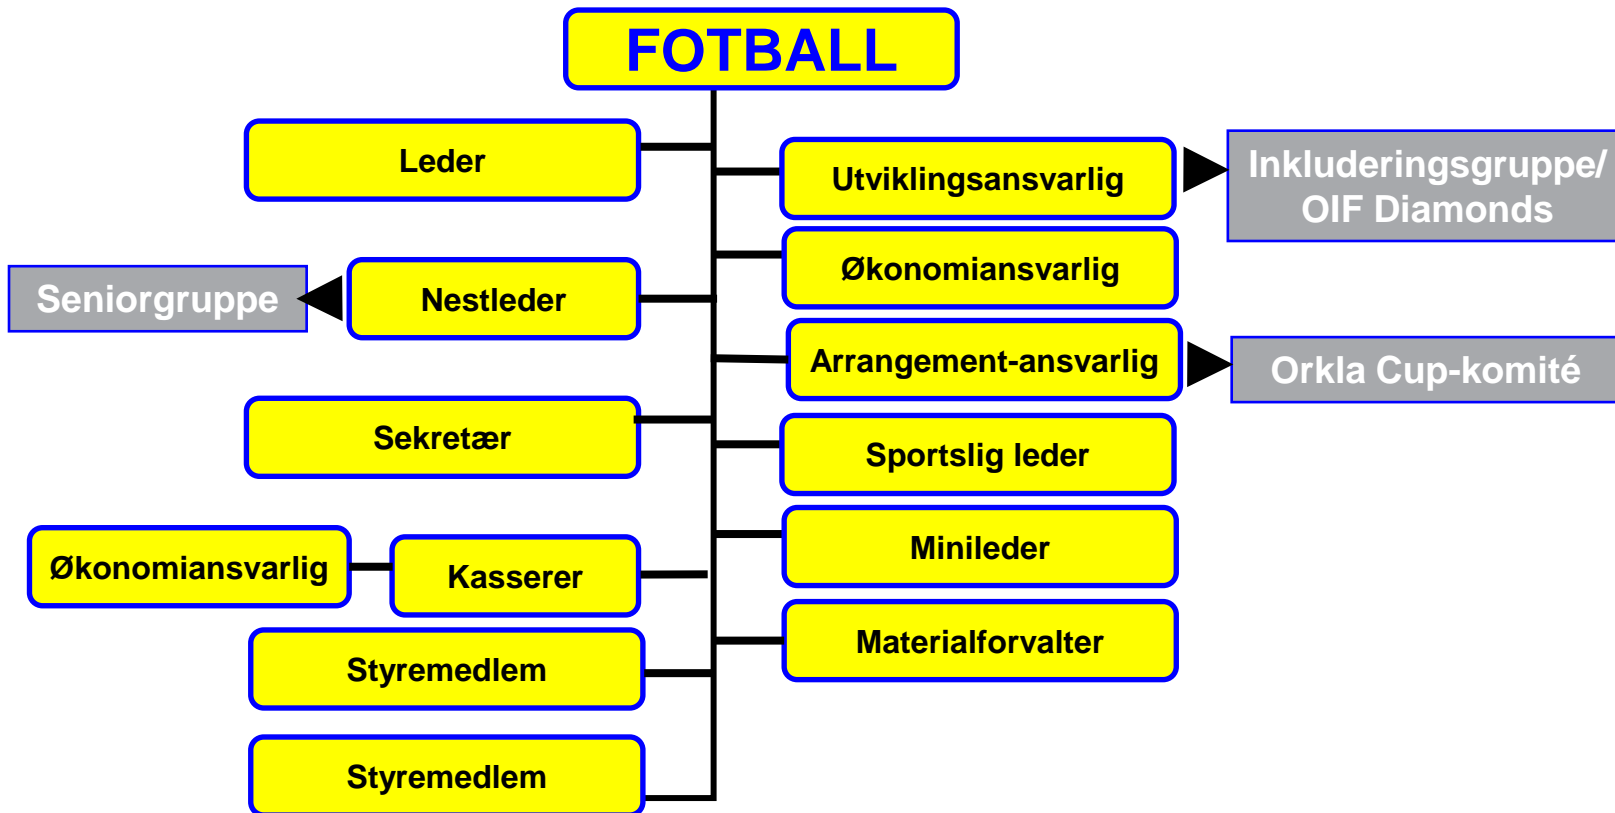 FOTBALL
Leder
Utviklingsansvarlig
Inkluderingsgruppe/
OIF Diamonds
Økonomiansvarlig
Seniorgruppe
Nestleder
Arrangement-ansvarlig
Orkla Cup-komité
Sekretær
Sportslig leder
Økonomiansvarlig
Kasserer
Minileder
Styremedlem
Materialforvalter
Styremedlem